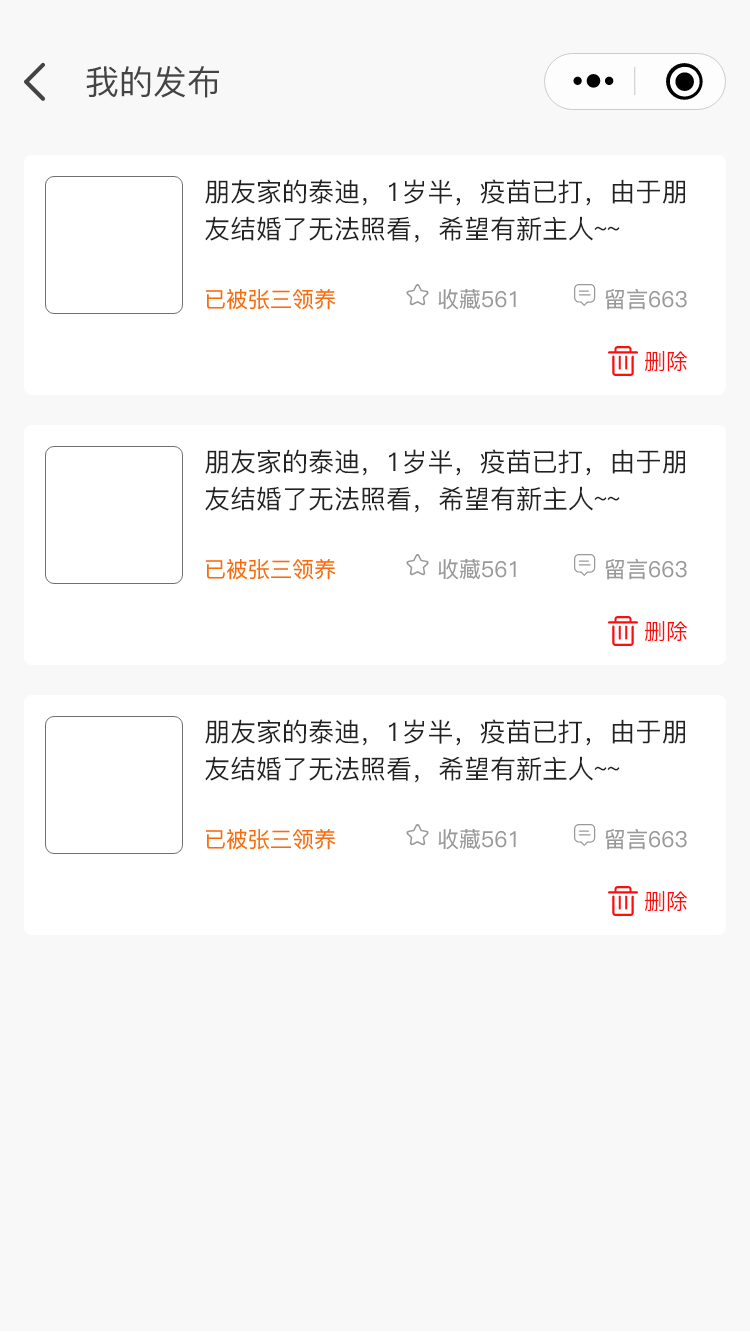 我的发布
朋友家的泰迪，1岁半，疫苗已打，由于朋
友结婚了无法照看，希望有新主人~~
已被张三领养 收藏561 留言663
删除
朋友家的泰迪，1岁半，疫苗已打，由于朋
友结婚了无法照看，希望有新主人~~
已被张三领养 收藏561 留言663
删除
朋友家的泰迪，1岁半，疫苗已打，由于朋
友结婚了无法照看，希望有新主人~~
已被张三领养 收藏561 留言663
删除